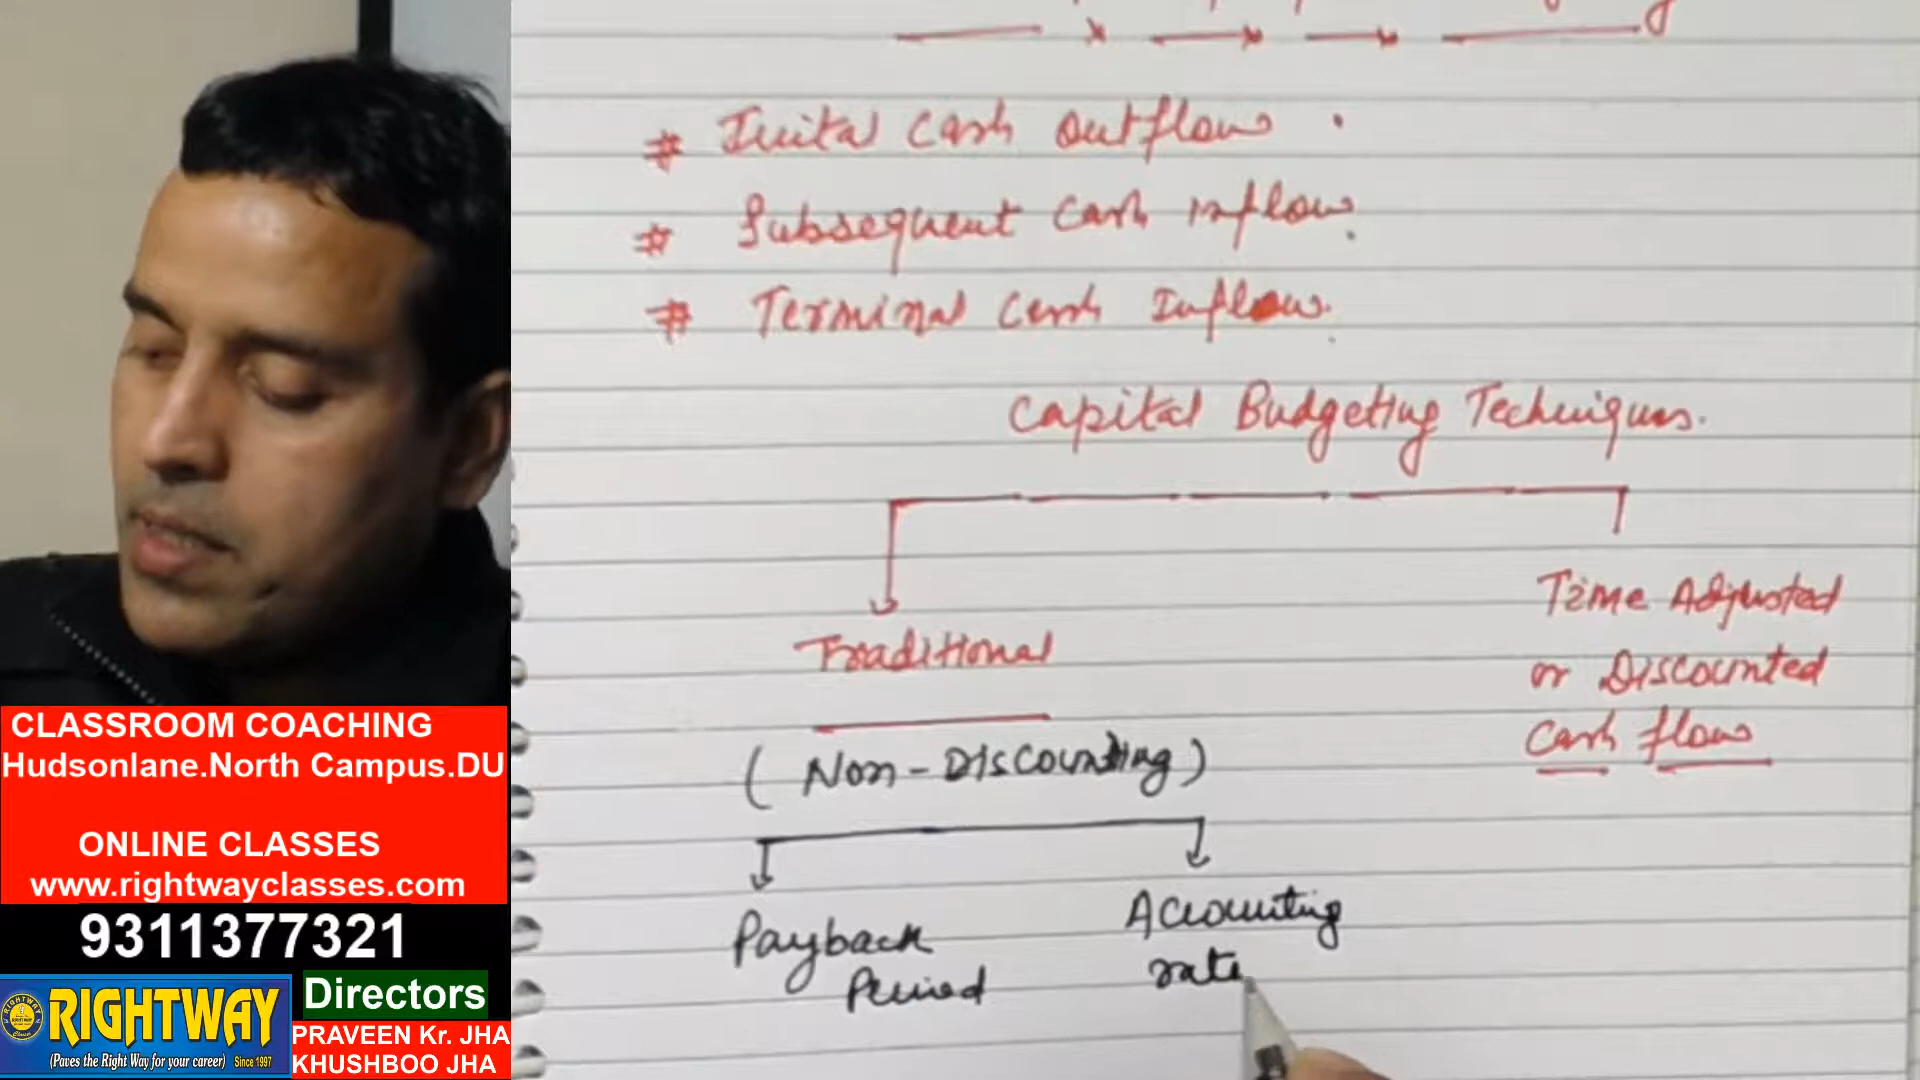 # Inital Cash Outflow .
# Subsequent Cash inflow.
# Terminal Cash Inflow.
Capital Budgeting Techniques.
Traditional
( Non-Discounting )
Payback
Period
Accounting
rate
Time Adjusted
or Discounted
Cash flow
CLASSROOM COACHING
Hudsonlane.North Campus.DU
ONLINE CLASSES
www.rightwayclasses.com
9311377321
RIGHTWAY
(Paves the Right Way for your career) Since 1997
Directors
PRAVEEN Kr. JHA
KHUSHBOO JHA